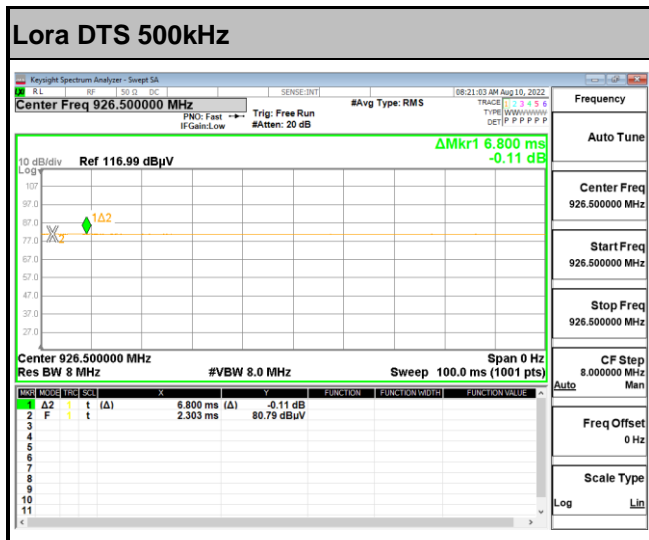 Lora DTS 500kHz
Keysight Spectrum Analyzer - Swept SA
RL RF 50 Ω DC SENSE:INT 08:21:03 AM Aug 10, 2022
Center Freq 926.500000 MHz
#Avg Type: RMS
TRACE 1 2 3 4 5 6
TYPE WWWWWW
DET P P P P P P
PNO: Fast
IFGain:Low
Trig: Free Run
#Atten: 20 dB
ΔMkr1 6.800 ms
-0.11 dB
10 dB/div Ref 116.99 dBµV
Log
107
97.0
87.0
77.0
67.0
57.0
47.0
37.0
27.0
1Δ2
X2
Center 926.500000 MHz
Span 0 Hz
Res BW 8 MHz
#VBW 8.0 MHz
Sweep 100.0 ms (1001 pts)
MKR MODE TRC SCL X Y FUNCTION FUNCTION WIDTH FUNCTION VALUE
1 Δ2 1 t (Δ) 6.800 ms (Δ) -0.11 dB
2 F 1 t 2.303 ms 80.79 dBµV
3
4
5
6
7
8
9
10
11
Frequency
Auto Tune
Center Freq
926.500000 MHz
Start Freq
926.500000 MHz
Stop Freq
926.500000 MHz
CF Step
8.000000 MHz
Auto Man
Freq Offset
0 Hz
Scale Type
Log Lin